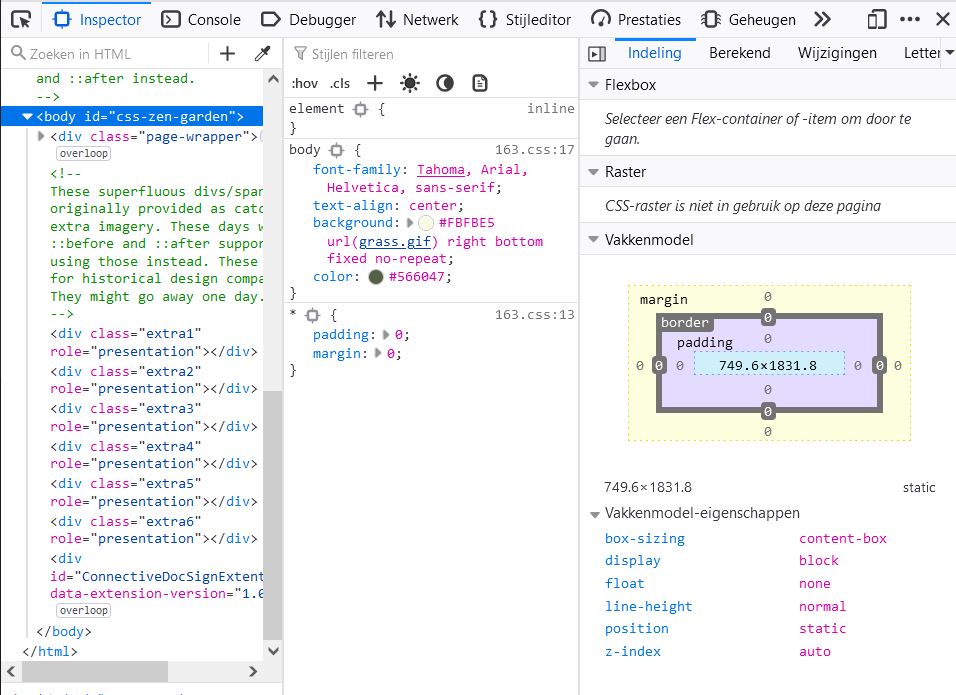 Inspector Console Debugger Netwerk Stijleditor Prestaties Geheugen
Zoeken in HTML
and ::after instead.
-->
<body id="css-zen-garden">
<div class="page-wrapper">
overloop
<!--
These superfluous divs/span
originally provided as catc
extra imagery. These days w
::before and ::after suppor
using those instead. These
for historical design compa
They might go away one day.
-->
<div class="extra1"
role="presentation"></div>
<div class="extra2"
role="presentation"></div>
<div class="extra3"
role="presentation"></div>
<div class="extra4"
role="presentation"></div>
<div class="extra5"
role="presentation"></div>
<div class="extra6"
role="presentation"></div>
<div
id="ConnectiveDocSignExtent
data-extension-version="1.0
overloop
</body>
</html>
Stijlen filteren
:hov .cls
element { inline
}
body { 163.css:17
font-family: Tahoma, Arial,
Helvetica, sans-serif;
text-align: center;
background: #FBFBE5
url(grass.gif) right bottom
fixed no-repeat;
color: #566047;
}
* { 163.css:13
padding: 0;
margin: 0;
}
Indeling Berekend Wijzigingen Letter
Flexbox
Selecteer een Flex-container of -item om door te
gaan.
Raster
CSS-raster is niet in gebruik op deze pagina
Vakkenmodel
margin 0
border 0
padding 0
0 0 0 749.6×1831.8 0 0 0
0
0
0
749.6×1831.8 static
Vakkenmodel-eigenschappen
box-sizing content-box
display block
float none
line-height normal
position static
z-index auto